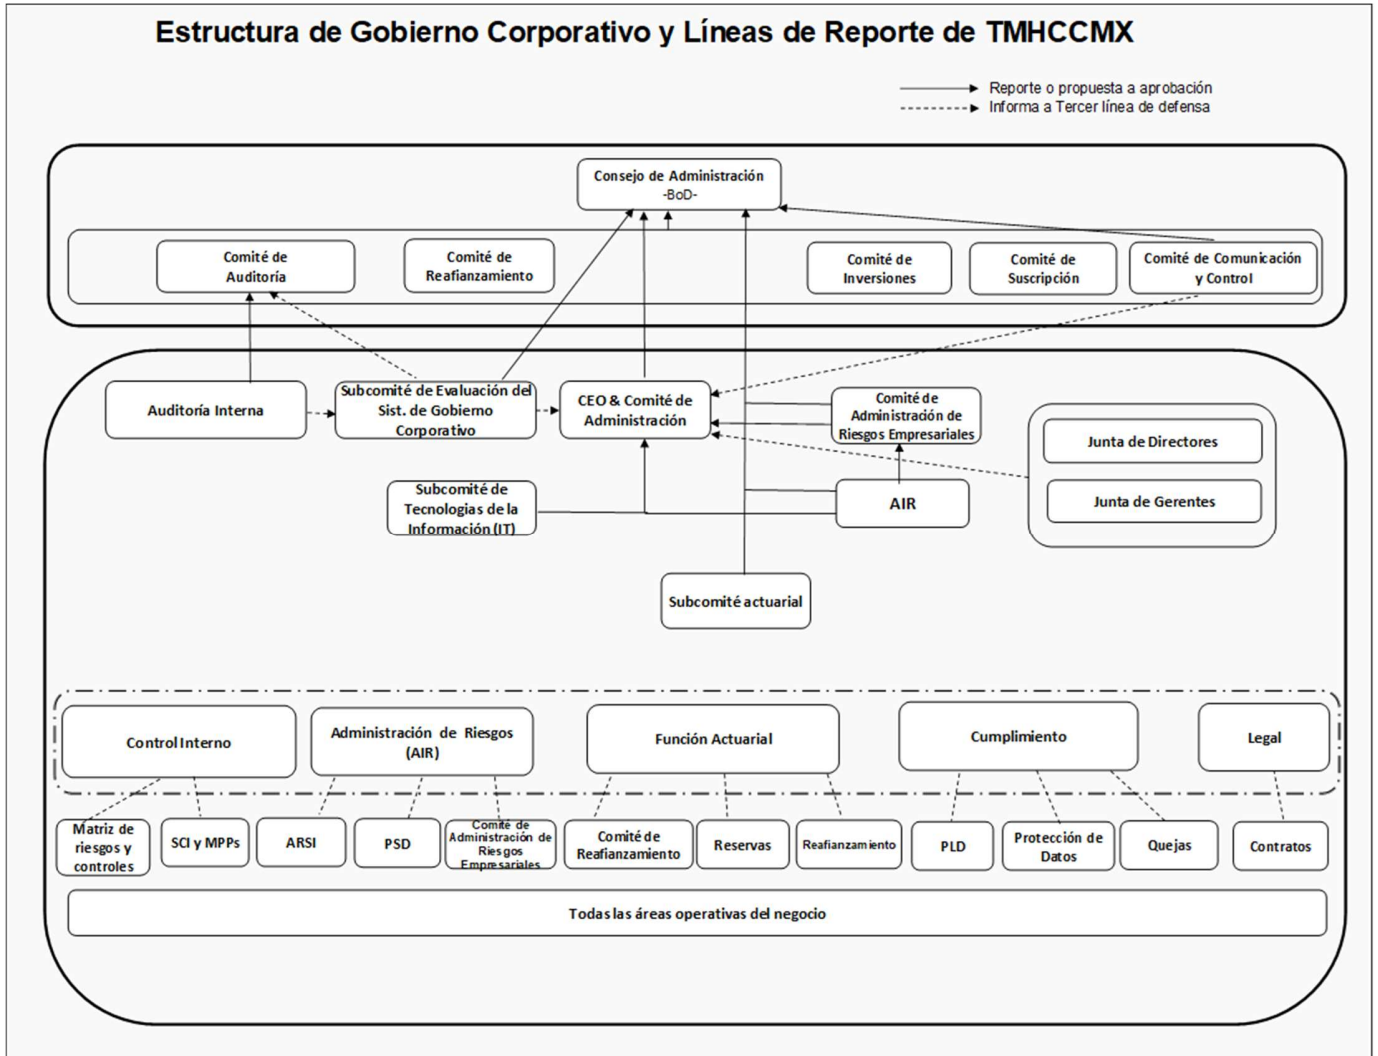 Estructura de Gobierno Corporativo y Líneas de Reporte de TMHCCMX
Reporte o propuesta a aprobación
Informa a Tercer línea de defensa
Consejo de Administración
-BoD-
Comité de
Auditoría
Comité de
Reafianzamiento
Comité de
Inversiones
Comité de
Suscripción
Comité de Comunicación
y Control
Auditoría Interna
Subcomité de Evaluación del
Sist. de Gobierno
Corporativo
CEO & Comité de
Administración
Comité de
Administración de
Riesgos Empresariales
Junta de Directores
Junta de Gerentes
Subcomité de
Tecnologias de la
Información (IT)
AIR
Subcomité actuarial
Control Interno
Administración de Riesgos
(AIR)
Función Actuarial
Cumplimiento
Legal
Matriz de
riesgos y
controles
SCI y MPPs
ARSI
PSD
Comité de
Administración de
Riesgos
Empresariales
Comité de
Reafianzamiento
Reservas
Reafianzamiento
PLD
Protección de
Datos
Quejas
Contratos
Todas las áreas operativas del negocio